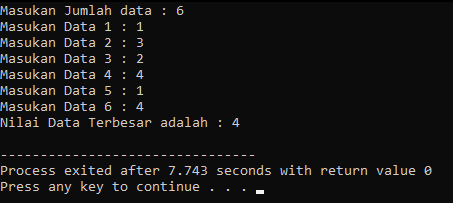 Masukan Jumlah data : 6
Masukan Data 1 : 1
Masukan Data 2 : 3
Masukan Data 3 : 2
Masukan Data 4 : 4
Masukan Data 5 : 1
Masukan Data 6 : 4
Nilai Data Terbesar adalah : 4
--------------------------------
Process exited after 7.743 seconds with return value 0
Press any key to continue . . .